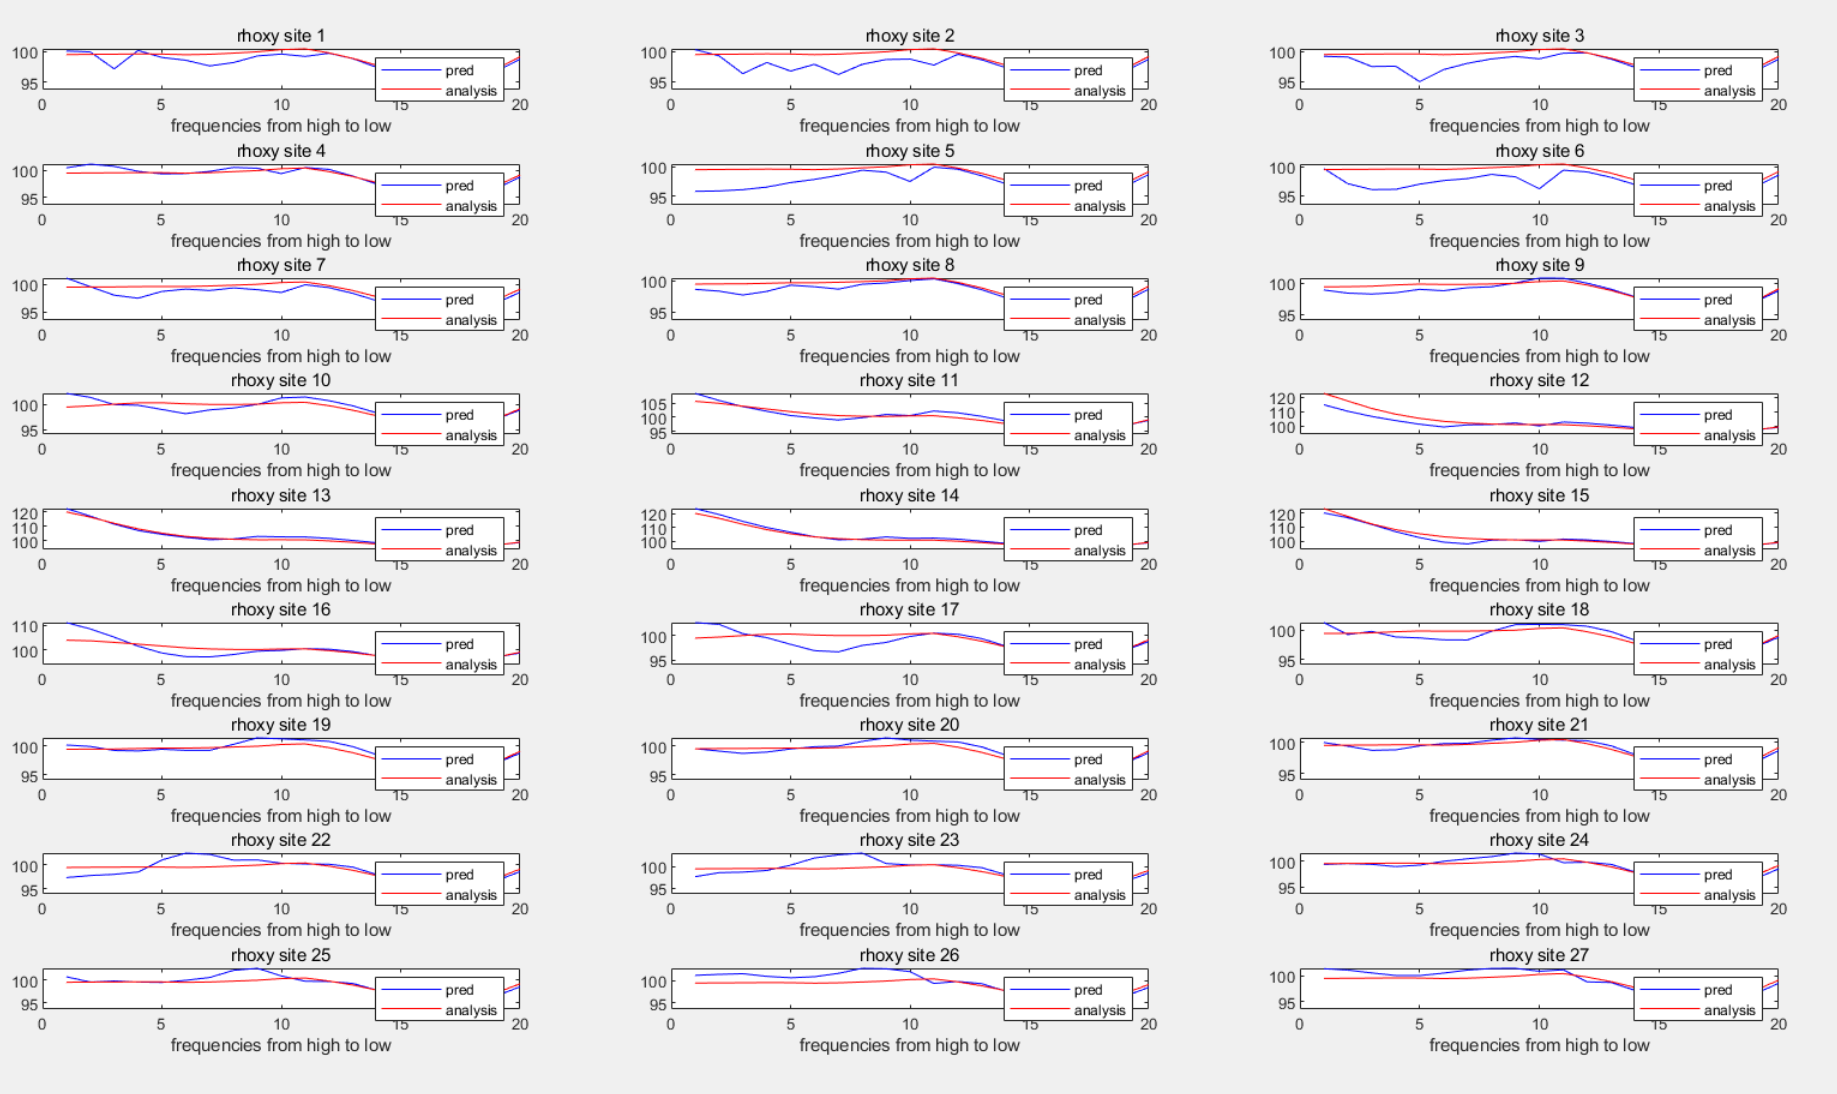 rhoxy site 1
100
95
pred
analysis
0 5 10 15 20
frequencies from high to low
rhoxy site 2
100
95
pred
analysis
0 5 10 15 20
frequencies from high to low
rhoxy site 3
100
95
pred
analysis
0 5 10 15 20
frequencies from high to low
rhoxy site 4
100
95
pred
analysis
0 5 10 15 20
frequencies from high to low
rhoxy site 5
100
95
pred
analysis
0 5 10 15 20
frequencies from high to low
rhoxy site 6
100
95
pred
analysis
0 5 10 15 20
frequencies from high to low
rhoxy site 7
100
95
pred
analysis
0 5 10 15 20
frequencies from high to low
rhoxy site 8
100
95
pred
analysis
0 5 10 15 20
frequencies from high to low
rhoxy site 9
100
95
pred
analysis
0 5 10 15 20
frequencies from high to low
rhoxy site 10
100
95
pred
analysis
0 5 10 15 20
frequencies from high to low
rhoxy site 11
105
100
95
pred
analysis
0 5 10 15 20
frequencies from high to low
rhoxy site 12
120
110
100
pred
analysis
0 5 10 15 20
frequencies from high to low
rhoxy site 13
120
110
100
pred
analysis
0 5 10 15 20
frequencies from high to low
rhoxy site 14
120
110
100
pred
analysis
0 5 10 15 20
frequencies from high to low
rhoxy site 15
120
110
100
pred
analysis
0 5 10 15 20
frequencies from high to low
rhoxy site 16
110
100
pred
analysis
0 5 10 15 20
frequencies from high to low
rhoxy site 17
100
95
pred
analysis
0 5 10 15 20
frequencies from high to low
rhoxy site 18
100
95
pred
analysis
0 5 10 15 20
frequencies from high to low
rhoxy site 19
100
95
pred
analysis
0 5 10 15 20
frequencies from high to low
rhoxy site 20
100
95
pred
analysis
0 5 10 15 20
frequencies from high to low
rhoxy site 21
100
95
pred
analysis
0 5 10 15 20
frequencies from high to low
rhoxy site 22
100
95
pred
analysis
0 5 10 15 20
frequencies from high to low
rhoxy site 23
100
95
pred
analysis
0 5 10 15 20
frequencies from high to low
rhoxy site 24
100
95
pred
analysis
0 5 10 15 20
frequencies from high to low
rhoxy site 25
100
95
pred
analysis
0 5 10 15 20
frequencies from high to low
rhoxy site 26
100
95
pred
analysis
0 5 10 15 20
frequencies from high to low
rhoxy site 27
100
95
pred
analysis
0 5 10 15 20
frequencies from high to low